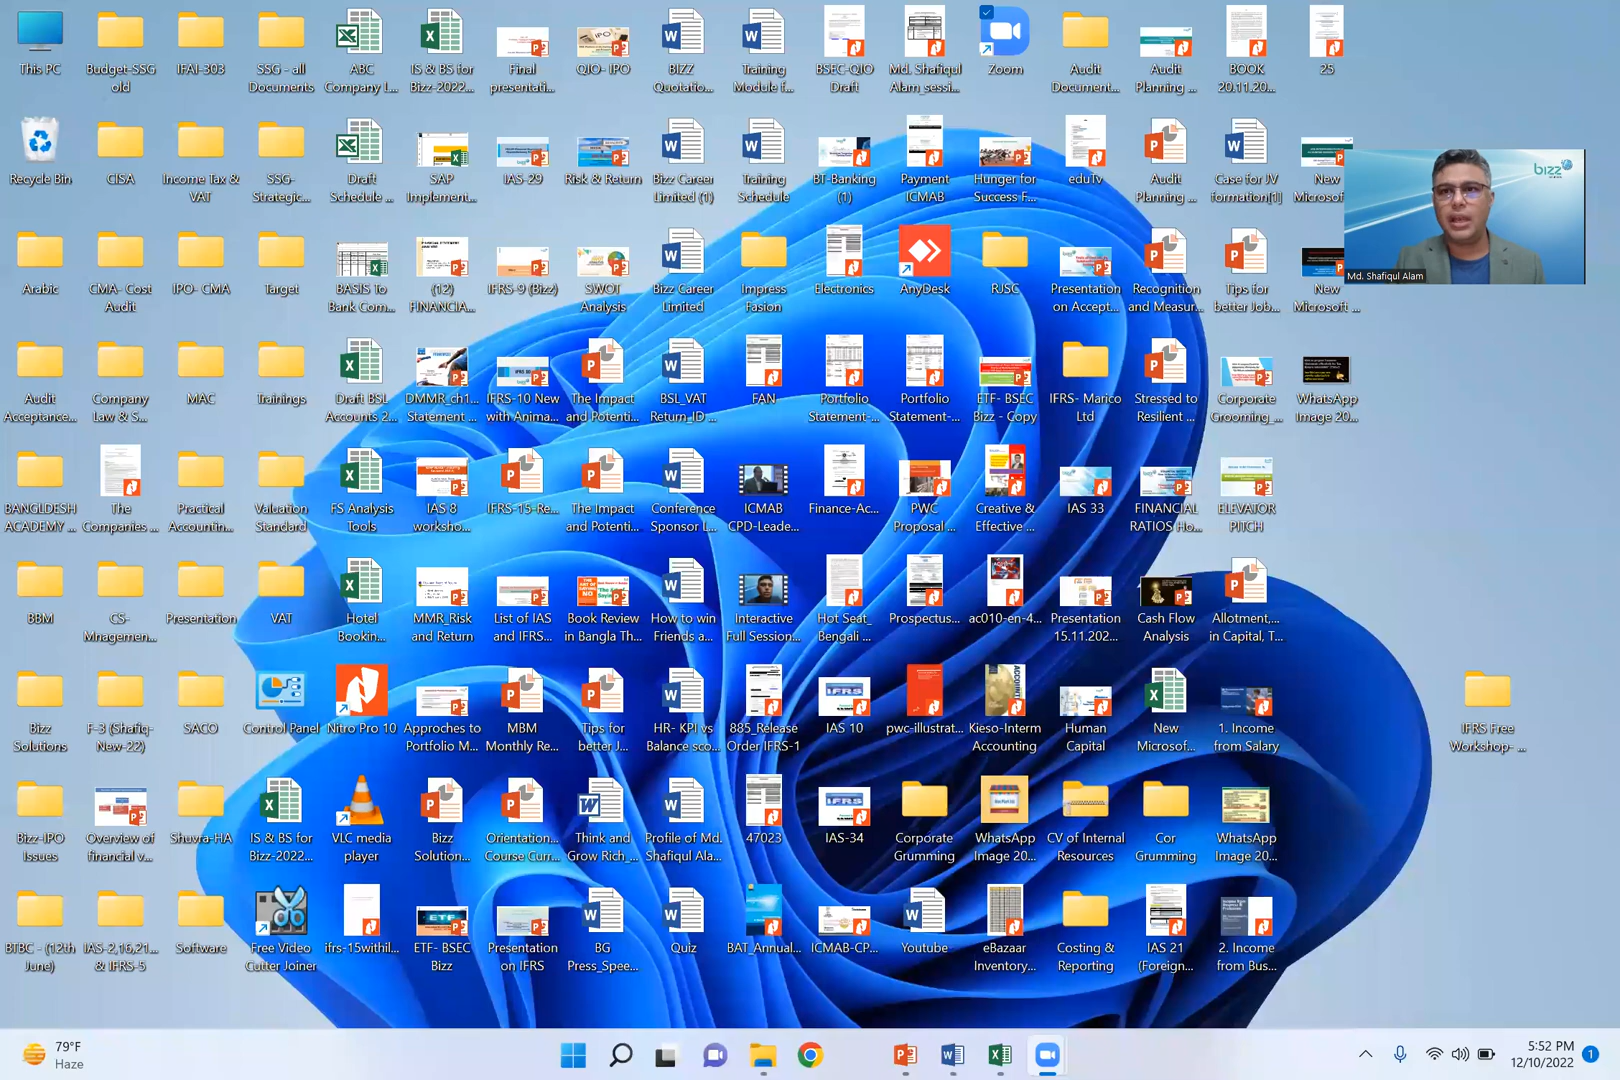 This PC
Budget-SSG
old
IFAI-303
SSG - all
Documents
ABC
Company L...
IS & BS for
Bizz-2022...
Final
presentati...
QIO- IPO
BIZZ
Quotatio...
Training
Module f...
BSEC-QIO
Draft
Md. Shafiqul
Alam_sessi...
Zoom
Audit
Document...
Audit
Planning ...
BOOK
20.11.20...
25
Recycle Bin
CISA
Income Tax &
VAT
SSG-
Strategic...
Draft
Schedule ...
SAP
Implement...
IAS-29
Risk & Return
Bizz Career
Limited (1)
Training
Schedule
BT-Banking
(1)
Payment
ICMAB
Hunger for
Success F...
eduTv
Audit
Planning ...
Case for JV
formation[1]
New
Microsoft
bizz
Md. Shafiqul Alam
Arabic
CMA- Cost
Audit
IPO- CMA
Target
BASIS To
Bank Com...
(12)
FINANCIA...
IFRS-9 (Bizz)
SWOT
Analysis
Bizz Career
Limited
Impress
Fasion
Electronics
AnyDesk
RJSC
Presentation
on Accept...
Recognition
and Measur...
Tips for
better Job...
New
Microsoft ...
Audit
Acceptance...
Company
Law & S...
MAC
Trainings
Draft BSL
Accounts 2...
DMMR_ch1...
Statement ...
IFRS-10 New
with Anima...
The Impact
and Potenti...
BSL_VAT
Return_ID...
FAN
Portfolio
Statement-...
Portfolio
Statement-...
ETF- BSEC
Bizz - Copy
IFRS- Marico
Ltd
Stressed to
Resilient ...
Corporate
Grooming_...
WhatsApp
Image 20...
BANGLDESH
ACADEMY ...
The
Companies ...
Practical
Accountin...
Valuation
Standard
FS Analysis
Tools
IAS 8
worksho...
IFRS-15-Re...
The Impact
and Potenti...
Conference
Sponsor L...
ICMAB
CPD-Leade...
Finance-Ac...
PWC
Proposal ...
Creative &
Effective ...
IAS 33
FINANCIAL
RATIOS Ho...
ELEVATOR
PITCH
BBM
CS-
Mnagemen...
Presentation
VAT
Hotel
Bookin...
MMR_Risk
and Return
List of IAS
and IFRS...
Book Review
in Bangla Th...
How to win
Friends a...
Interactive
Full Session...
Hot Seat_
Bengali ...
Prospectus...
ac010-en-4...
Presentation
15.11.202...
Cash Flow
Analysis
Allotment,...
in Capital, T...
Bizz
Solutions
F-3 (Shafiq-
New-22)
SACO
Control Panel
Nitro Pro 10
Approches to
Portfolio M...
MBM
Monthly Re...
Tips for
better J...
HR- KPI vs
Balance sco...
885_Release
Order IFRS-1
IAS 10
pwc-illustrat...
Kieso-Interm
Accounting
Human
Capital
New
Microsof...
1. Income
from Salary
IFRS Free
Workshop- ...
Bizz-IPO
Issues
Overview of
financial v...
Shuvra-HA
IS & BS for
Bizz-2022...
VLC media
player
Bizz
Solution...
Orientation...
Course Curr...
Think and
Grow Rich_...
Profile of Md.
Shafiqul Ala...
47023
IAS-34
Corporate
Grumming
WhatsApp
Image 20...
CV of Internal
Resources
Cor
Grumming
WhatsApp
Image 20...
BTBC - (12th
June)
IAS-2,16,21...
& IFRS-5
Software
Free Video
Cutter Joiner
ifrs-15withil...
ETF- BSEC
Bizz
Presentation
on IFRS
BG
Press_Spee...
Quiz
BAT_Annual...
ICMAB-CP...
Youtube
eBazaar
Inventory...
Costing &
Reporting
IAS 21
(Foreign...
2. Income
from Bus...
79°F
Haze
5:52 PM
12/10/2022
1